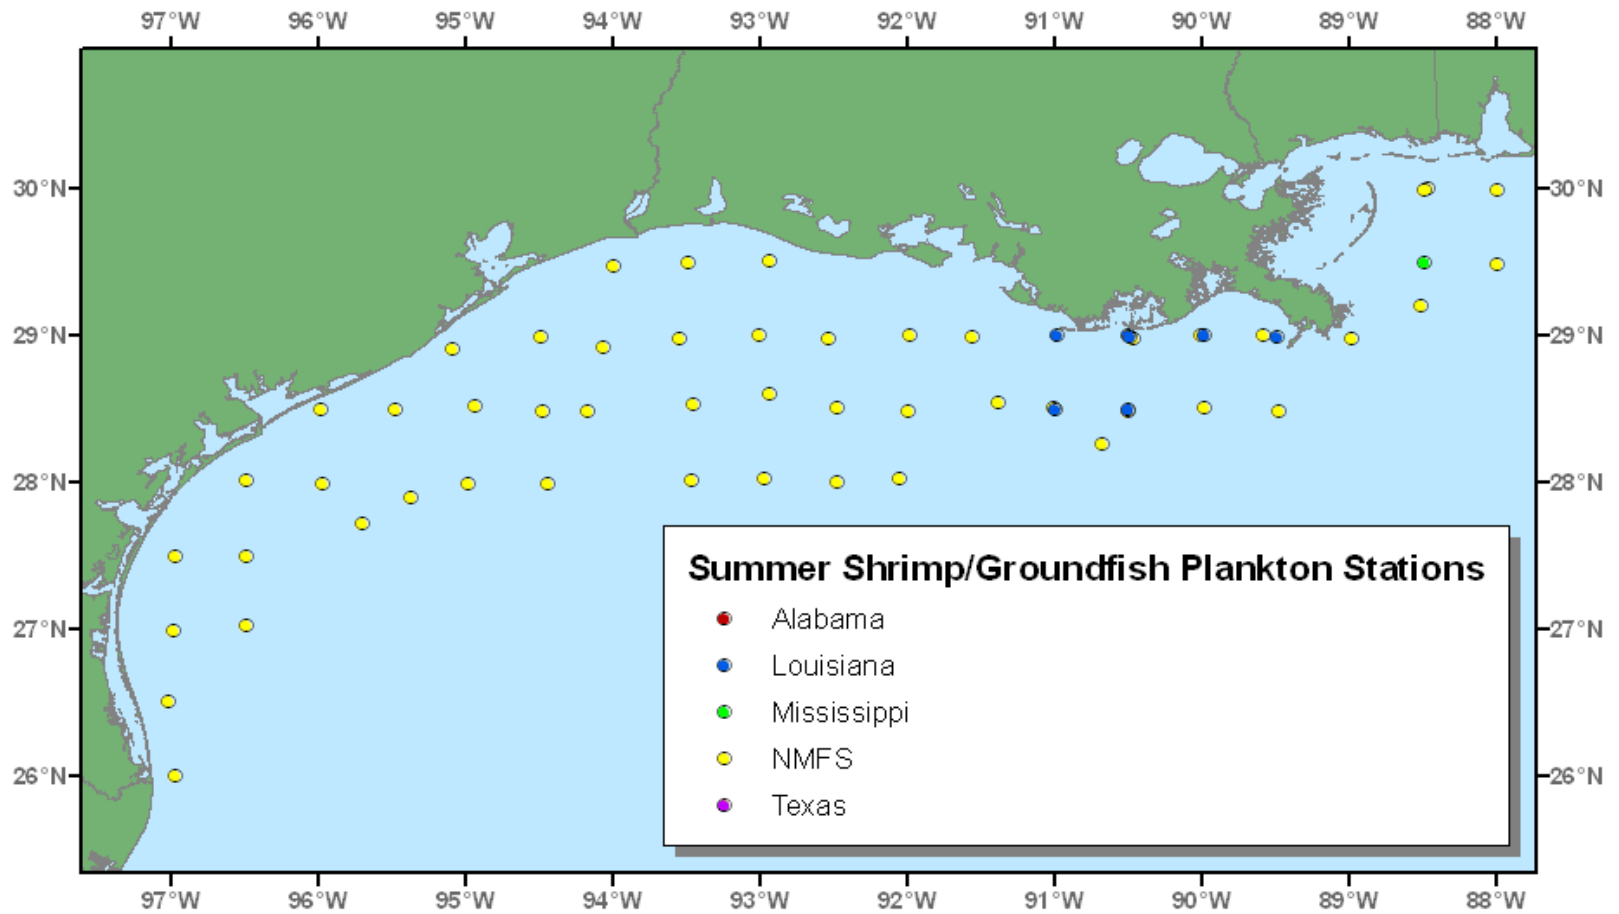 97°W 96°W 95°W 94°W 93°W 92°W 91°W 90°W 89°W 88°W
30°N 30°N
29°N 29°N
28°N 28°N
Summer Shrimp/Groundfish Plankton Stations
Alabama
27°N 27°N
Louisiana
Mississippi
NMFS
26°N 26°N
Texas
97°W 96°W 95°W 94°W 93°W 92°W 91°W 90°W 89°W 88°W